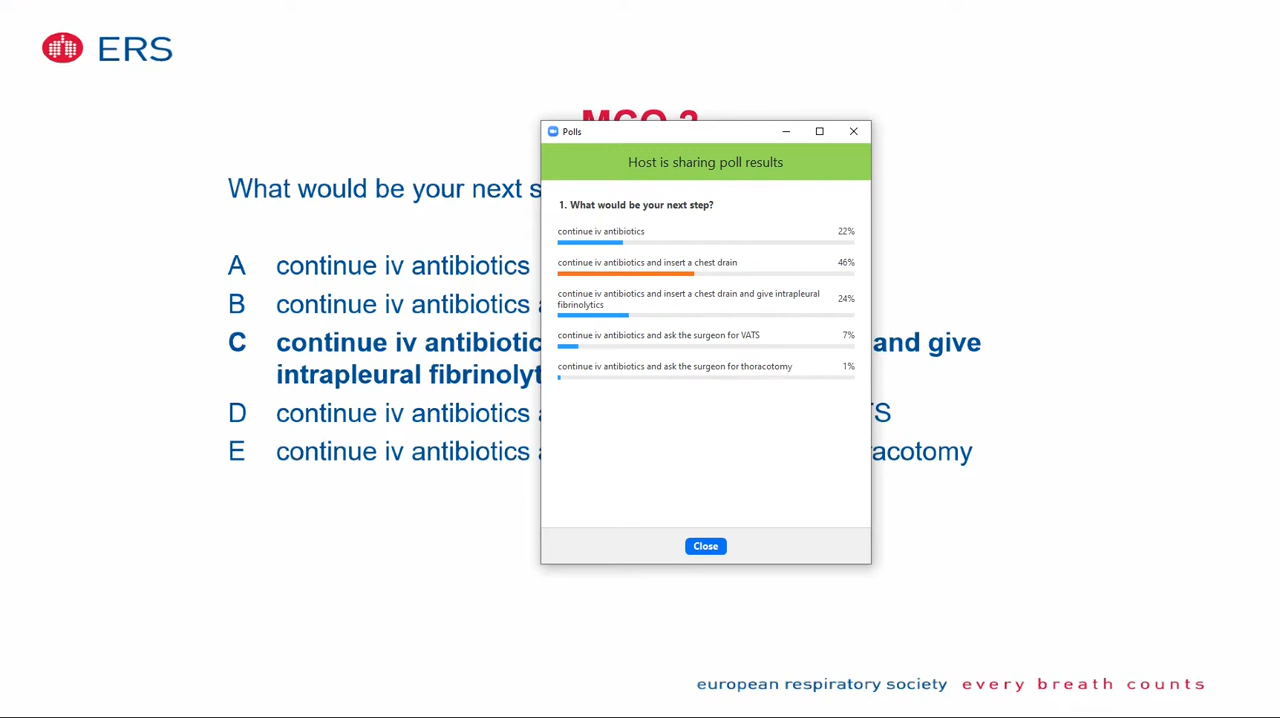 ERS
MCQ 2
Polls
Host is sharing poll results
What would be your next s
1. What would be your next step?
continue iv antibiotics 22%
continue iv antibiotics and insert a chest drain 46%
continue iv antibiotics and insert a chest drain and give intrapleural
fibrinolytics 24%
continue iv antibiotics and ask the surgeon for VATS 7%
continue iv antibiotics and ask the surgeon for thoracotomy 1%
Close
A continue iv antibiotics
B continue iv antibiotics
C continue iv antibiotic and give
intrapleural fibrinolyt
D continue iv antibiotics TS
E continue iv antibiotics acotomy
european respiratory society every breath counts